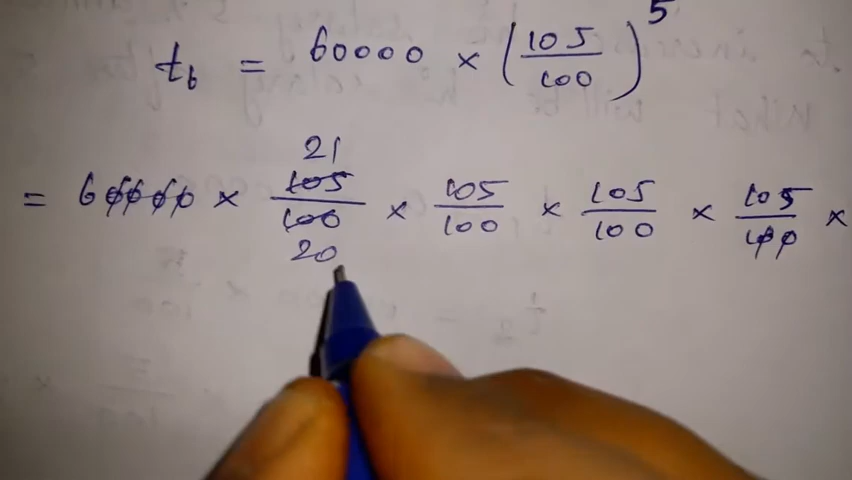 t₆ = 60000 × (105/100)⁵
21
= 60000 × 105/100 × 105/100 × 105/100 × 105/100 ×
20